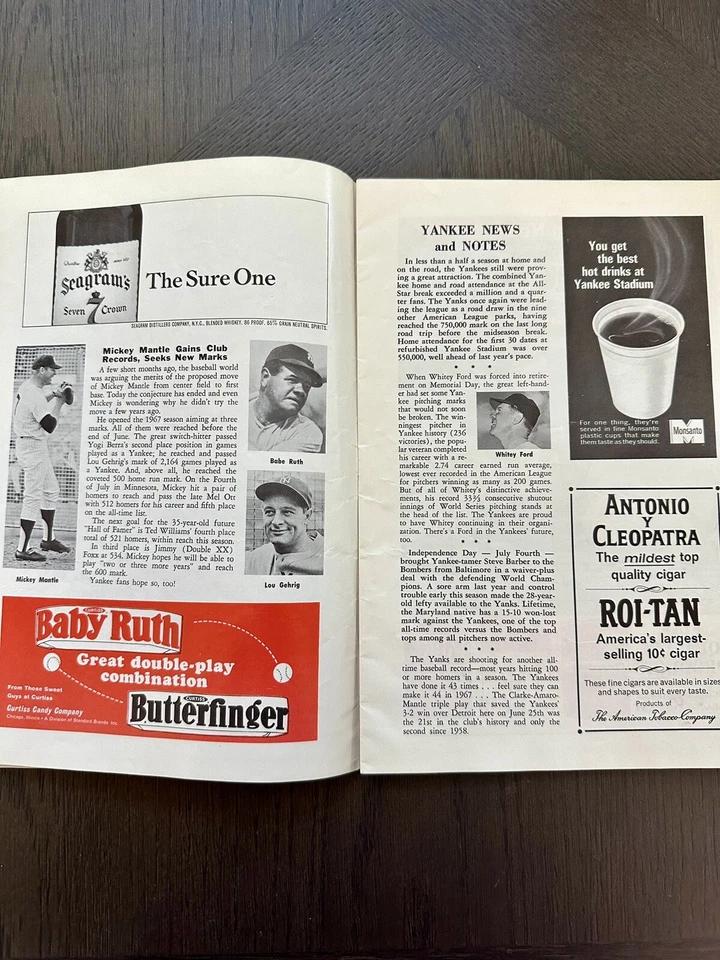 Seagram's
Seven Crown
7
The Sure One
SEAGRAM DISTILLERS COMPANY, N.Y.C., BLENDED WHISKEY. 86 PROOF. 65% GRAIN NEUTRAL SPIRITS.
Mickey Mantle Gains Club
Records, Seeks New Marks
A few short months ago, the baseball world
was arguing the merits of the proposed move
of Mickey Mantle from center field to first
base. Today the conjecture has ended and even
Mickey is wondering why he didn't try the
move a few years ago.
He opened the 1967 season aiming at three
marks. All of them were reached before the
end of June. The great switch-hitter passed
Yogi Berra's second place position in games
played as a Yankee; he reached and passed
Lou Gehrig's mark of 2,164 games played as
a Yankee. And, above all, he reached the
coveted 500 home run mark. On the Fourth
of July in Minnesota, Mickey hit a pair of
homers to reach and pass the late Mel Ott
with 512 homers for his career and fifth place
on the all-time list.
The next goal for the 35-year-old future
"Hall of Famer" is Ted Williams' fourth place
total of 521 homers, within reach this season.
In third place is Jimmy (Double XX)
Foxx at 534. Mickey hopes he will be able to
play "two or three more years" and reach
the 600 mark.
Yankee fans hope so, too!
Mickey Mantle
Babe Ruth
Lou Gehrig
CURTISS
Baby Ruth
Great double-play
combination
CURTISS
Butterfinger
From Those Sweet
Guys at Curtiss
Curtiss Candy Company
Chicago, Illinois • A Division of Standard Brands Inc.
YANKEE NEWS
and NOTES
In less than a half a season at home and
on the road, the Yankees still were prov-
ing a great attraction. The combined Yan-
kee home and road attendance at the All-
Star break exceeded a million and a quar-
ter fans. The Yanks once again were lead-
ing the league as a road draw in the nine
other American League parks, having
reached the 750,000 mark on the last long
road trip before the midseason break.
Home attendance for the first 30 dates at
refurbished Yankee Stadium was over
550,000, well ahead of last year's pace.
* * *
When Whitey Ford was forced into retire-
ment on Memorial Day, the great left-hand-
er had set some Yan-
kee pitching marks
that would not soon
be broken. The win-
ningest pitcher in
Yankee history (236
victories), the popu-
lar veteran completed
his career with a re-
markable 2.74 career earned run average,
lowest ever recorded in the American League
for pitchers winning as many as 200 games.
But of all of Whitey's distinctive achieve-
ments, his record 33⅔ consecutive shutout
innings of World Series pitching stands at
the head of the list. The Yankees are proud
to have Whitey continuing in their organi-
zation. There's a Ford in the Yankees' future,
too.
Whitey Ford
* * *
Independence Day — July Fourth —
brought Yankee-tamer Steve Barber to the
Bombers from Baltimore in a waiver-plus
deal with the defending World Cham-
pions. A sore arm last year and control
trouble early this season made the 28-year-
old lefty available to the Yanks. Lifetime,
the Maryland native has a 15-10 won-lost
mark against the Yankees, one of the top
all-time records versus the Bombers and
tops among all pitchers now active.
* * *
The Yanks are shooting for another all-
time baseball record—most years hitting 100
or more homers in a season. The Yankees
have done it 43 times . . . feel sure they can
make it 44 in 1967 . . . The Clarke-Amaro-
Mantle triple play that saved the Yankees'
3-2 win over Detroit here on June 25th was
the 21st in the club's history and only the
second since 1958.
You get
the best
hot drinks at
Yankee Stadium
For one thing, they're
served in fine Monsanto
plastic cups that make
them taste as they should.
Monsanto
ANTONIO
Y
CLEOPATRA
The mildest top
quality cigar
ROI-TAN
America's largest-
selling 10¢ cigar
These fine cigars are available in sizes
and shapes to suit every taste.
Products of
The American Tobacco Company